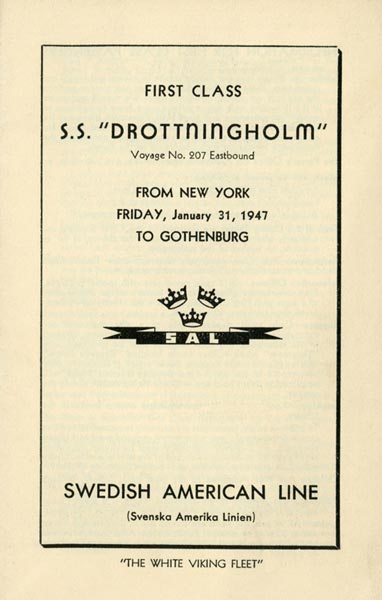 FIRST CLASS
S.S. "DROTTNINGHOLM"
Voyage No. 207 Eastbound
FROM NEW YORK
FRIDAY, January 31, 1947
TO GOTHENBURG
SAL
SWEDISH AMERICAN LINE
(Svenska Amerika Linien)
"THE WHITE VIKING FLEET"